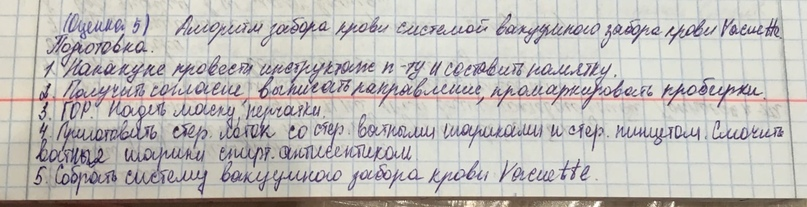 (Оценка 5) Алгоритм забора крови системой вакуумного забора крови Vacuette
Подготовка.
1. Накануне провести инструктаж п-ту и составить памятку.
2. Получить согласие, выписать направление, промаркировать пробирки.
3. ГОР. Надеть маску, перчатки.
4. Приготовить стер. лоток со стер. ватными шариками и стер. пинцетом. Смочить
ватные шарики спирт. антисептиком
5. Собрать систему вакуумного забора крови Vacuette.